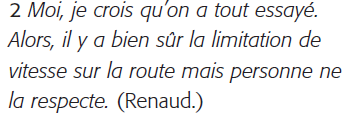 2 Moi, je crois qu'on a tout essayé.
Alors, il y a bien sûr la limitation de
vitesse sur la route mais personne ne
la respecte. (Renaud.)